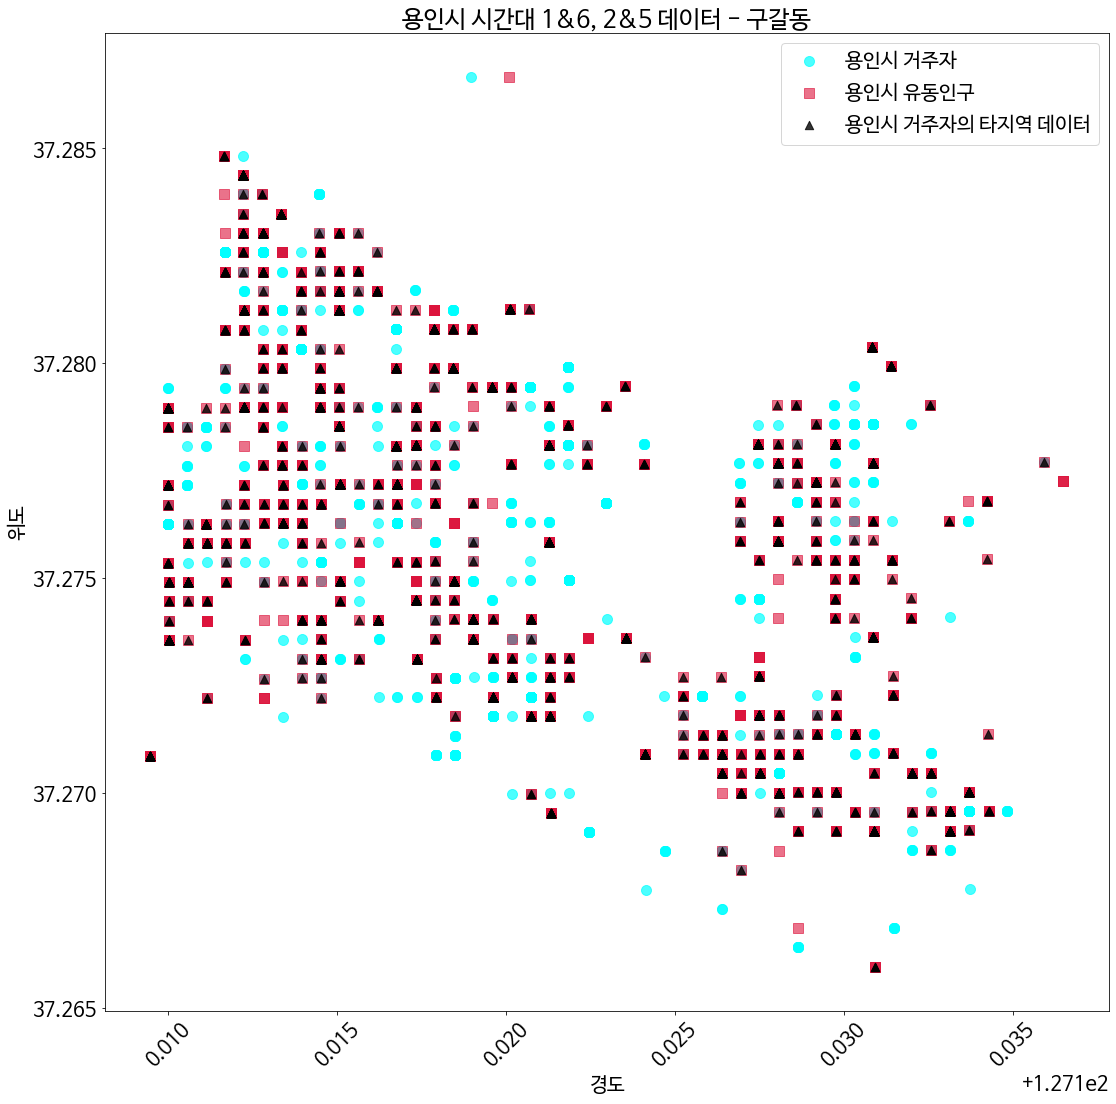 용인시 시간대 1&6, 2&5 데이터 - 구갈동
용인시 거주자
용인시 유동인구
용인시 거주자의 타지역 데이터
37.285
37.280
37.275
37.270
37.265
위도
0.010
0.015
0.020
0.025
0.030
0.035
경도
+1.271e2